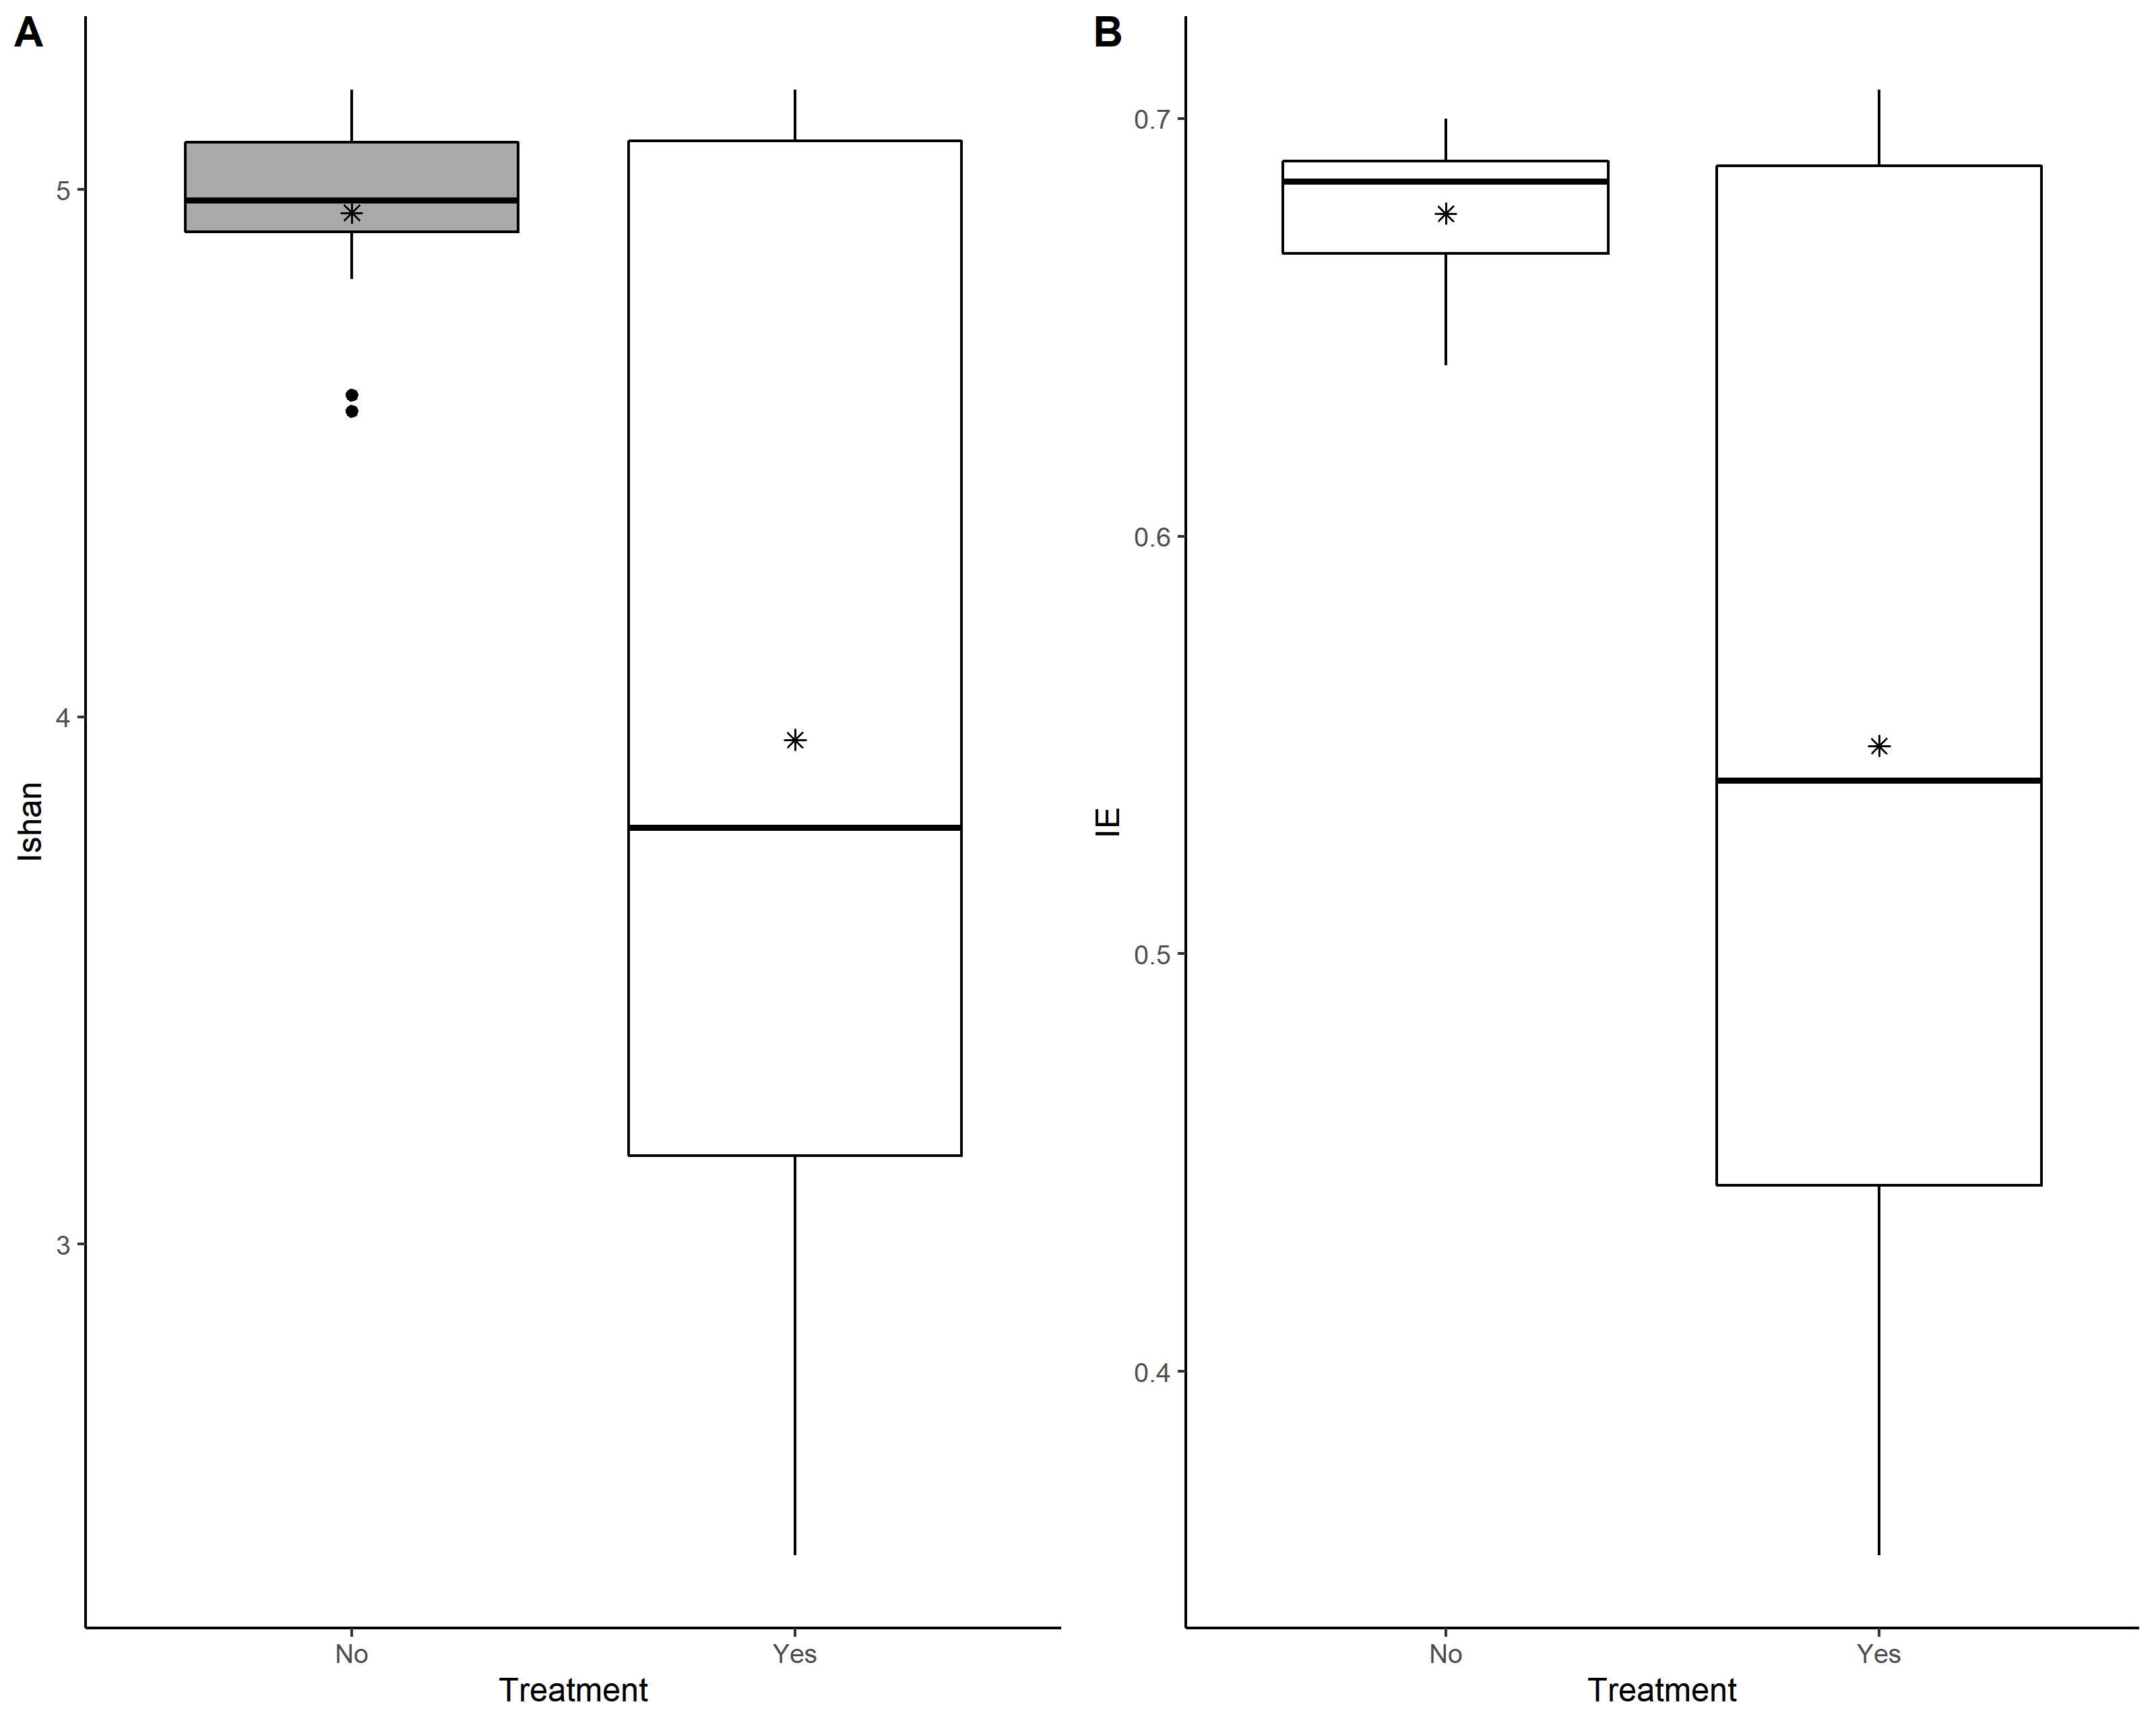 A
5
4
3
Ishan
No
Yes
Treatment
B
0.7
0.6
0.5
0.4
IE
No
Yes
Treatment